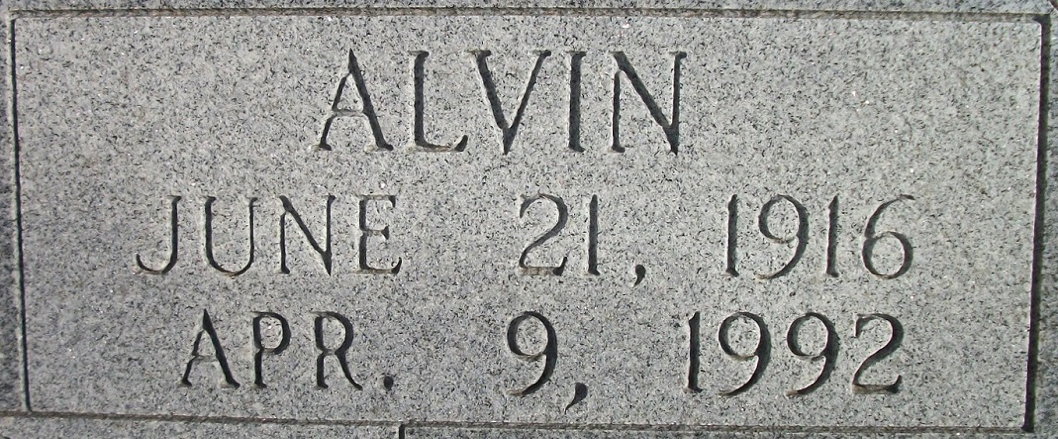 ALVIN
JUNE 21, 1916
APR. 9, 1992